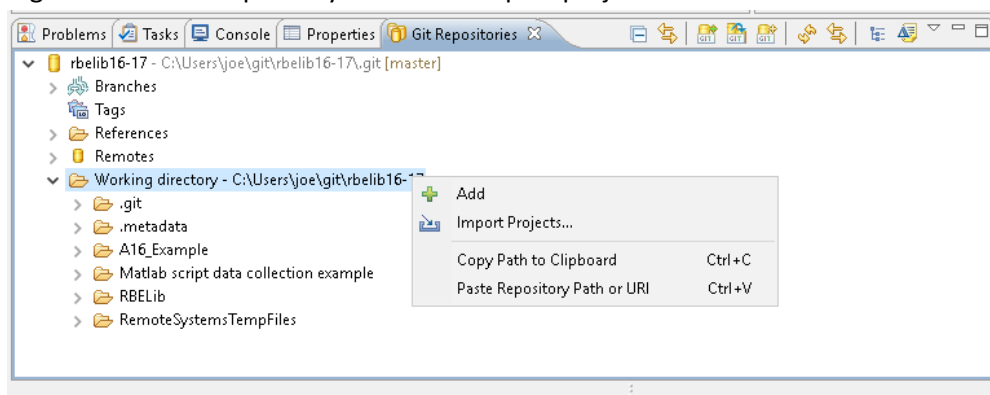 Problems Tasks Console Properties Git Repositories
rbelib16-17 - C:\Users\joe\git\rbelib16-17\.git [master]
Branches
Tags
References
Remotes
Working directory - C:\Users\joe\git\rbelib16-17
.git
.metadata
A16_Example
Matlab script data collection example
RBELib
RemoteSystemsTempFiles
Add
Import Projects...
Copy Path to Clipboard Ctrl+C
Paste Repository Path or URI Ctrl+V